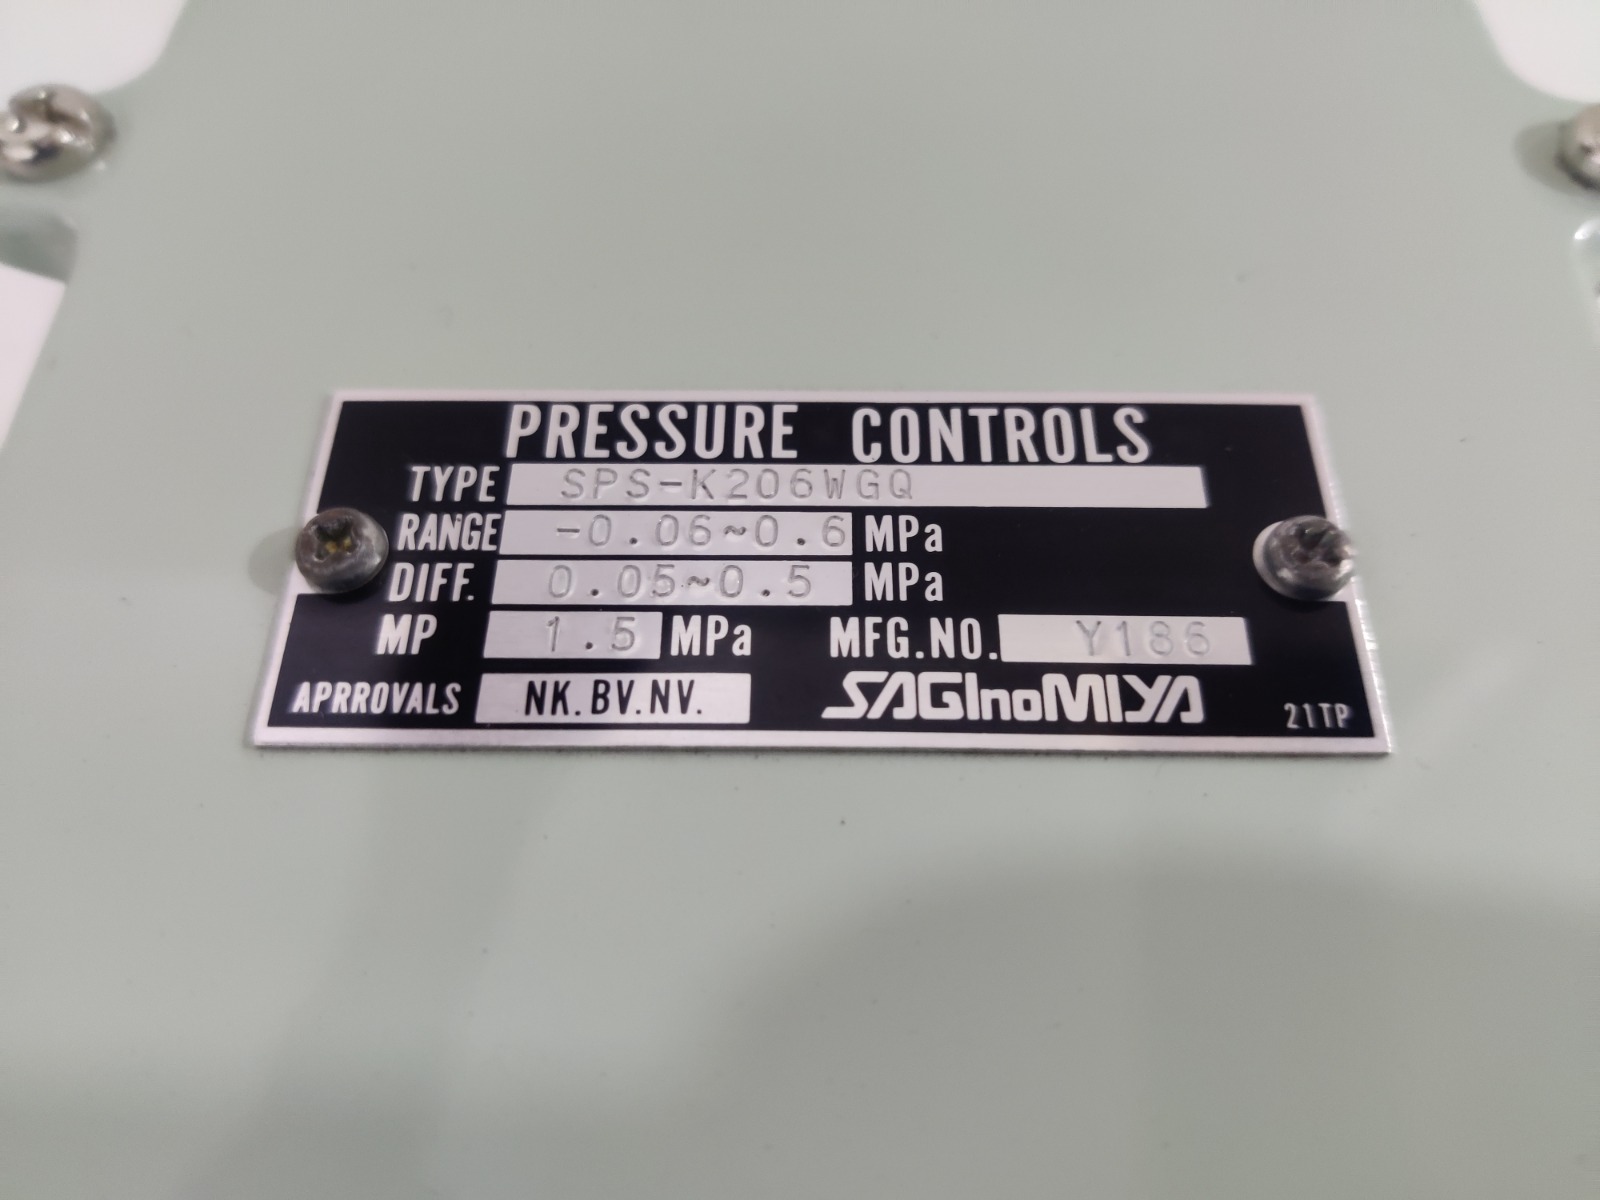 PRESSURE CONTROLS
TYPE SPS-K206WGQ
RANGE -0.06~0.6 MPa
DIFF. 0.05~0.5 MPa
MP 1.5 MPa MFG.NO. Y186
APRROVALS NK.BV.NV. SAGInoMIYA 21TP